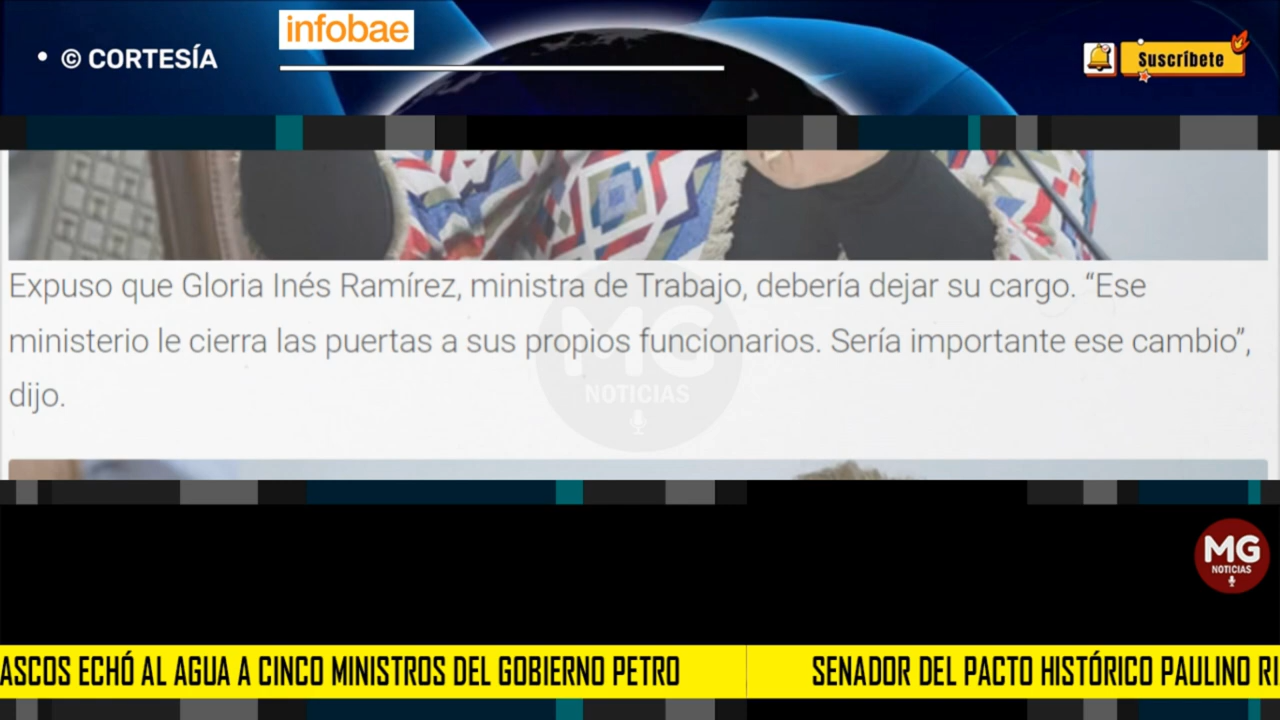 infobae
• © CORTESÍA
Suscríbete
Expuso que Gloria Inés Ramírez, ministra de Trabajo, debería dejar su cargo. “Ese
ministerio le cierra las puertas a sus propios funcionarios. Sería importante ese cambio”,
dijo.
MG
NOTICIAS
MG
NOTICIAS
ASCOS ECHÓ AL AGUA A CINCO MINISTROS DEL GOBIERNO PETRO
SENADOR DEL PACTO HISTÓRICO PAULINO RI